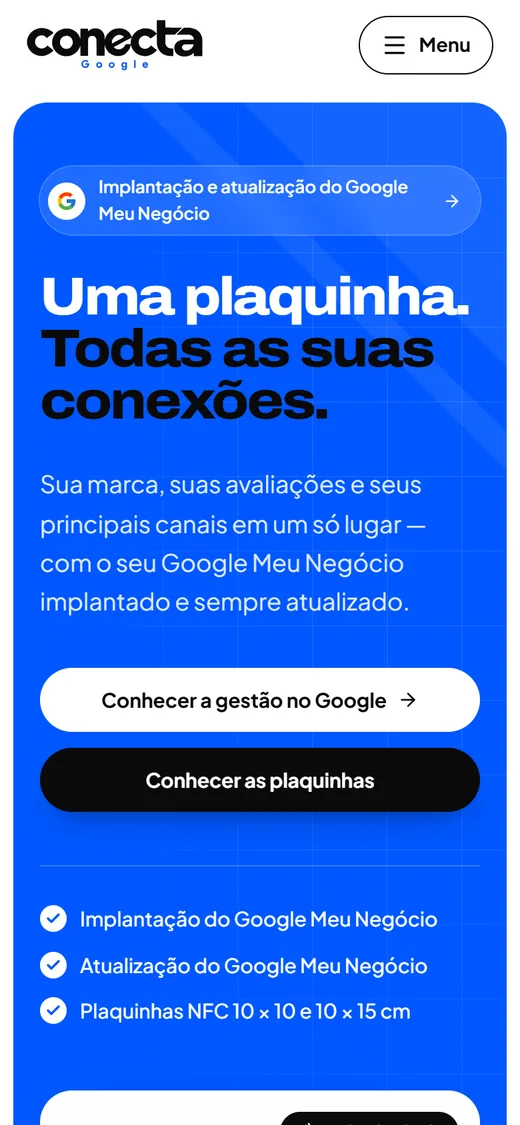 conecta
Google
Menu
Implantação e atualização do Google
Meu Negócio
Uma plaquinha.
Todas as suas
conexões.
Sua marca, suas avaliações e seus
principais canais em um só lugar —
com o seu Google Meu Negócio
implantado e sempre atualizado.
Conhecer a gestão no Google →
Conhecer as plaquinhas
Implantação do Google Meu Negócio
Atualização do Google Meu Negócio
Plaquinhas NFC 10 × 10 e 10 × 15 cm